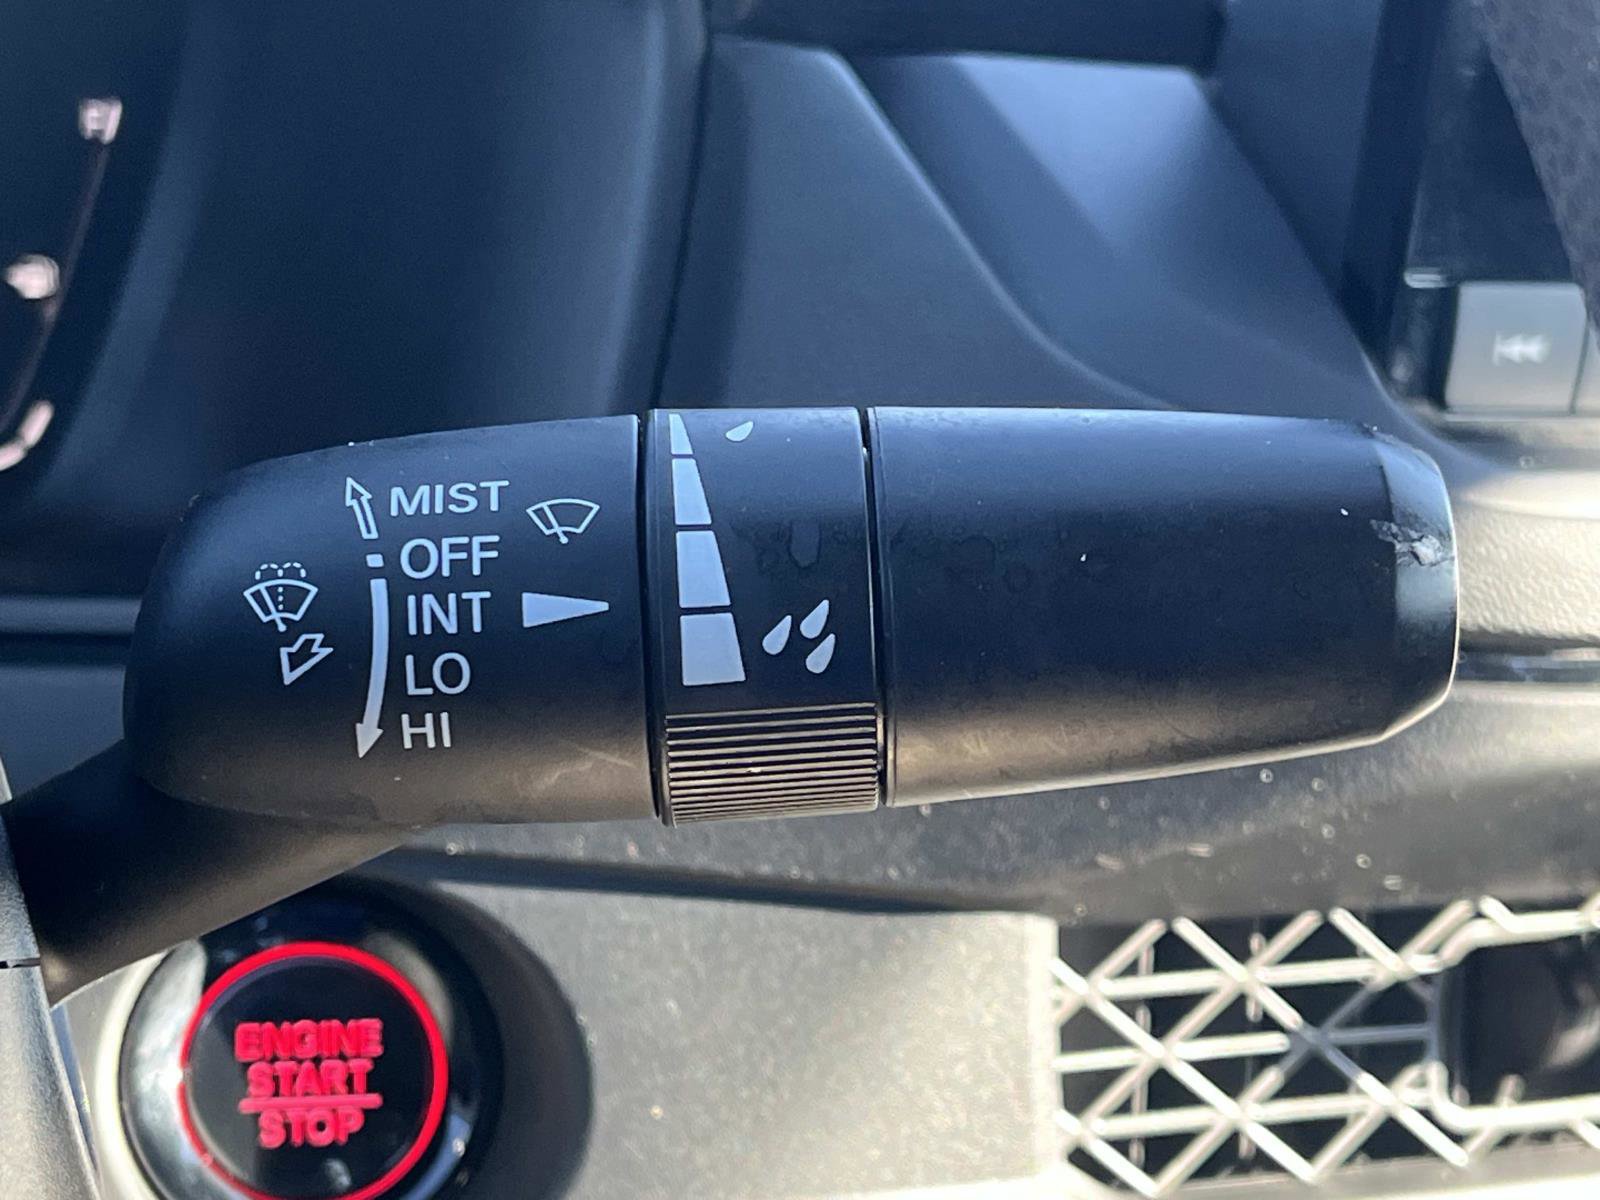 MIST
OFF
INT
LO
HI
ENGINE
START
STOP